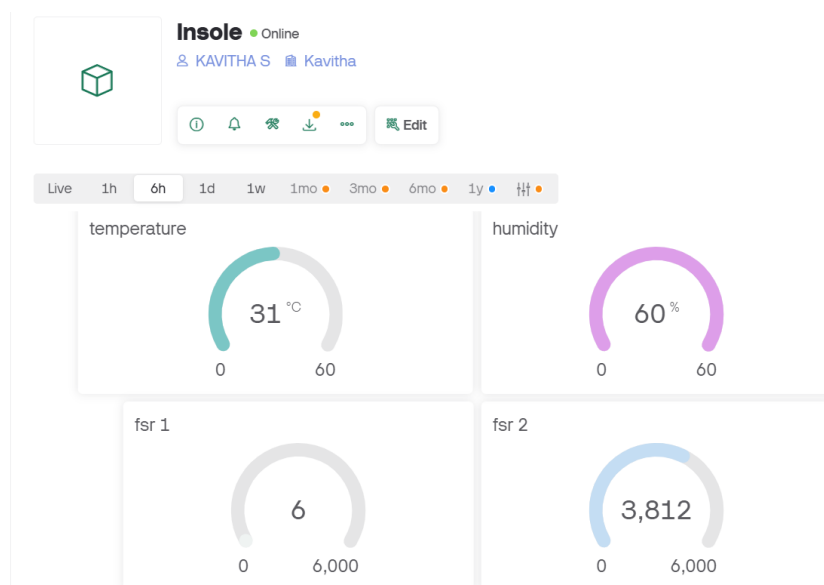 Insole Online
KAVITHA S Kavitha
Edit
Live 1h 6h 1d 1w 1mo 3mo 6mo 1y
temperature
31 °C
0 60
humidity
60 %
0 60
fsr 1
6
0 6,000
fsr 2
3,812
0 6,000